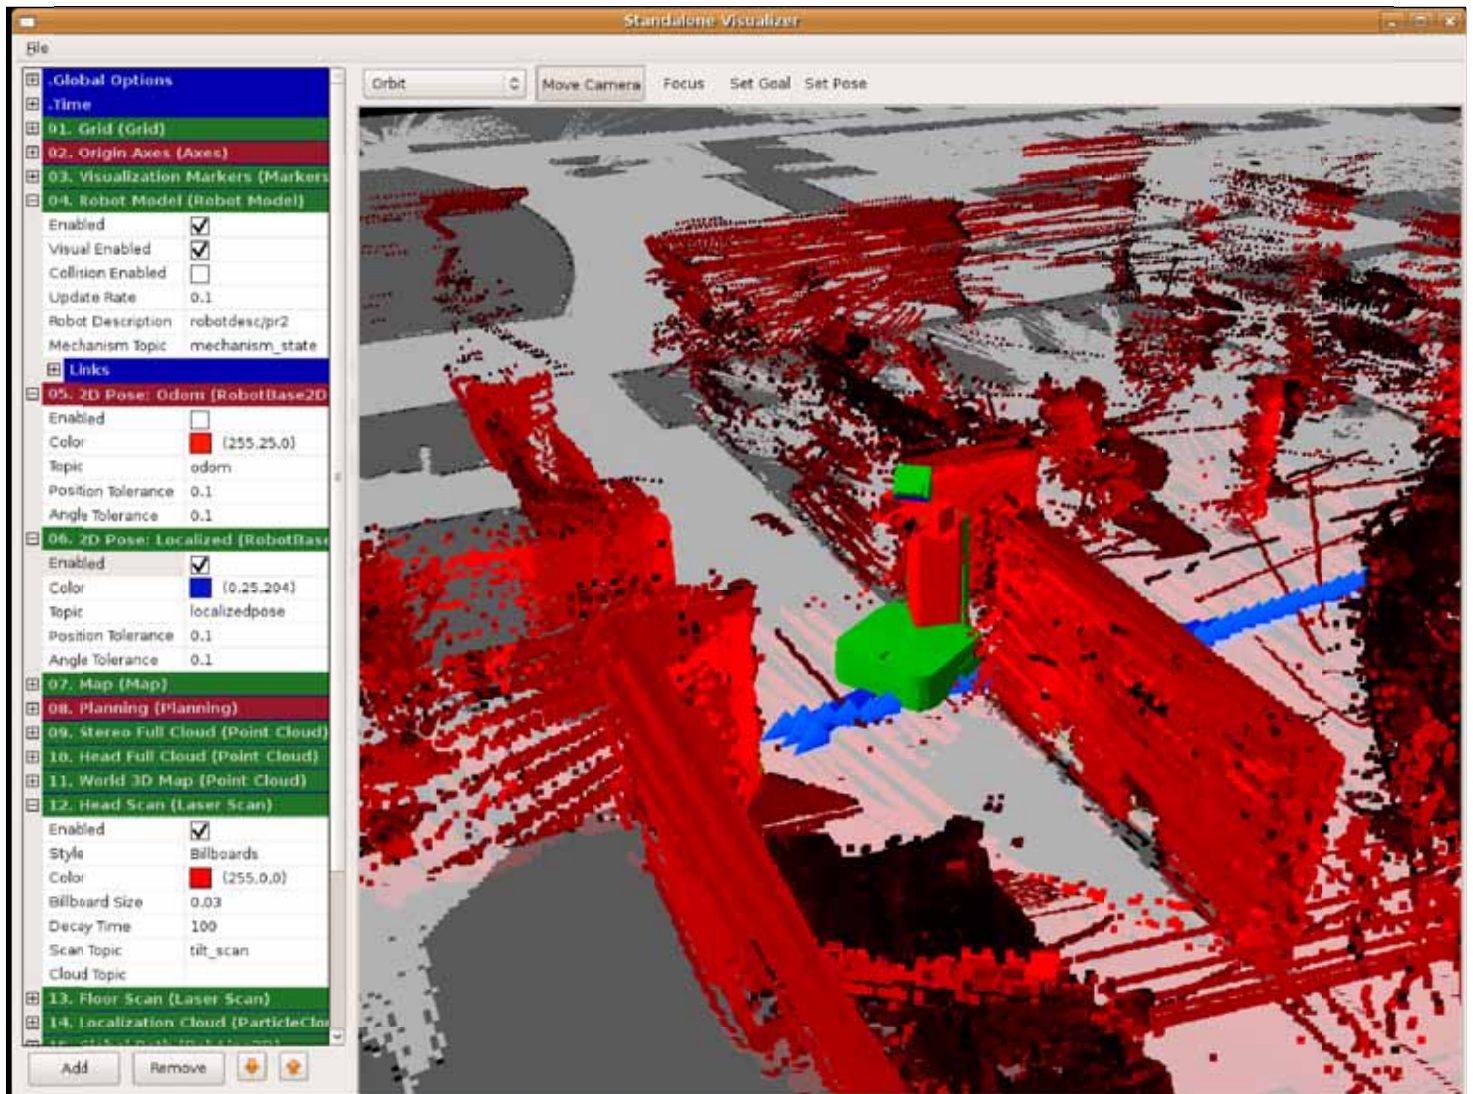 Standalone Visualizer
File
Orbit Move Camera Focus Set Goal Set Pose
.Global Options
.Time
01. Grid (Grid)
02. Origin Axes (Axes)
03. Visualization Markers (Markers
04. Robot Model (Robot Model)
Enabled
Visual Enabled
Collision Enabled
Update Rate 0.1
Robot Description robotdesc/pr2
Mechanism Topic mechanism_state
Links
05. 2D Pose: Odom (RobotBase2D
Enabled
Color (255,25,0)
Topic odom
Position Tolerance 0.1
Angle Tolerance 0.1
06. 2D Pose: Localized (RobotBase
Enabled
Color (0,25,204)
Topic localizedpose
Position Tolerance 0.1
Angle Tolerance 0.1
07. Map (Map)
08. Planning (Planning)
09. Stereo Full Cloud (Point Cloud)
10. Head Full Cloud (Point Cloud)
11. World 3D Map (Point Cloud)
12. Head Scan (Laser Scan)
Enabled
Style Billboards
Color (255,0,0)
Billboard Size 0.03
Decay Time 100
Scan Topic tilt_scan
Cloud Topic
13. Floor Scan (Laser Scan)
14. Localization Cloud (ParticleClo
Add Remove